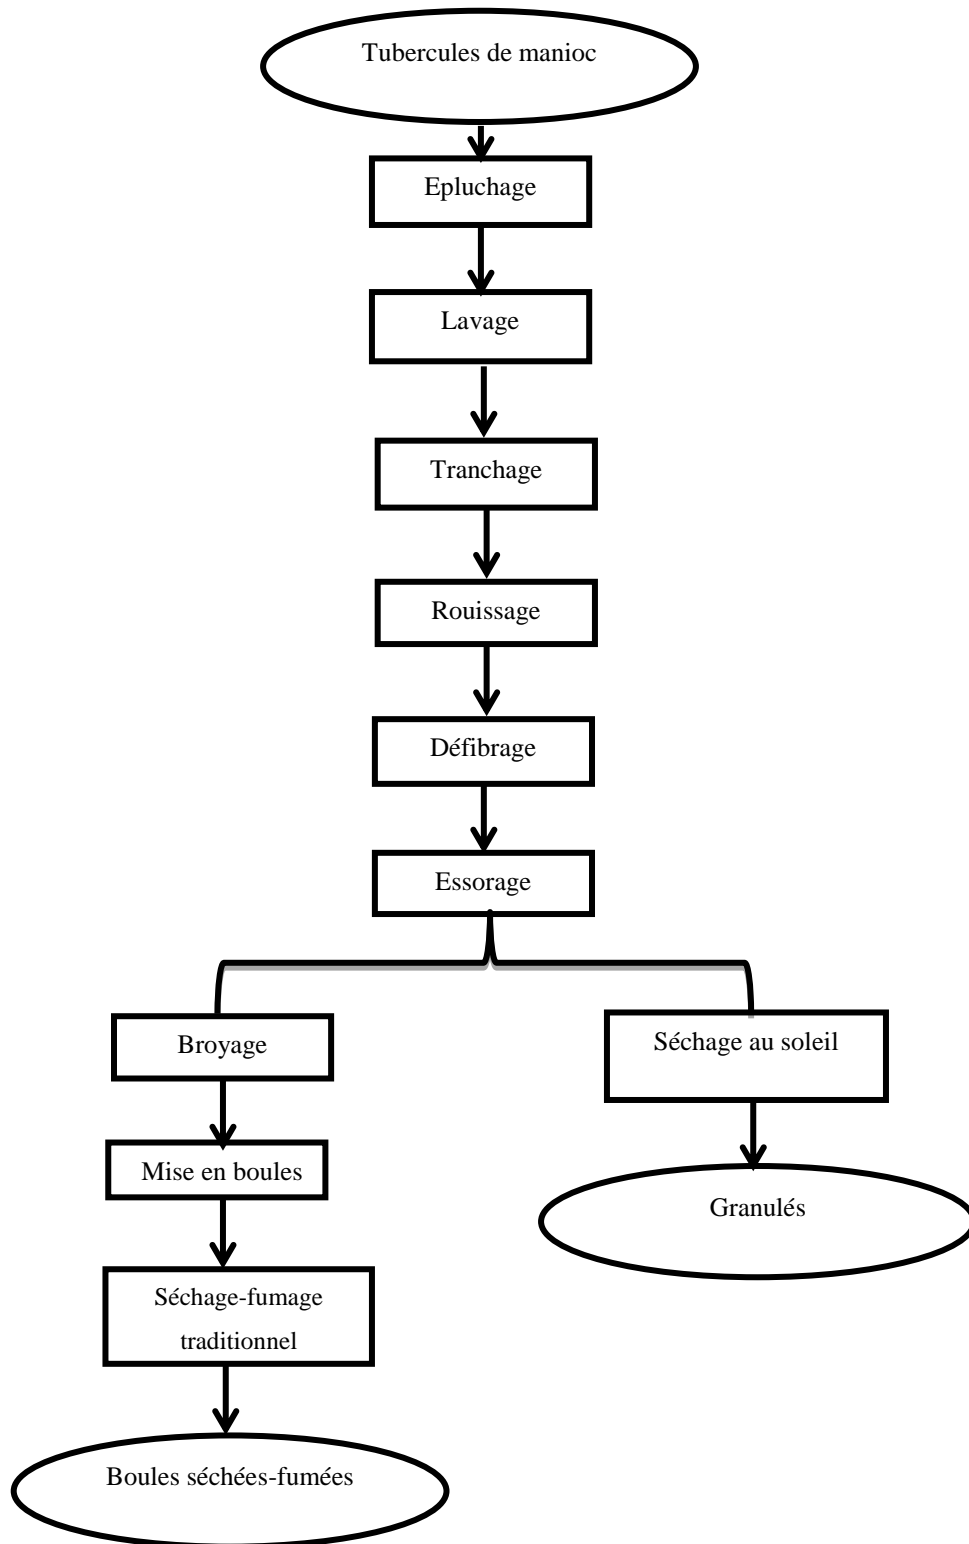 Tubercules de manioc
Epluchage
Lavage
Tranchage
Rouissage
Défibrage
Essorage
Broyage
Mise en boules
Séchage-fumage
traditionnel
Boules séchées-fumées
Séchage au soleil
Granulés